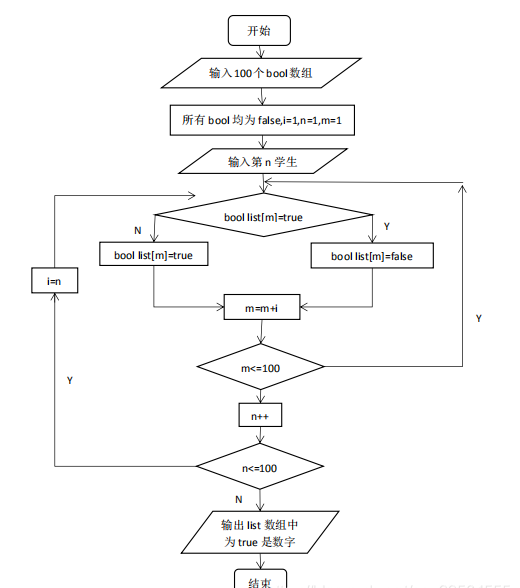 开始
输入100个bool数组
所有bool均为false,i=1,n=1,m=1
输入第n学生
bool list[m]=true
N
Y
bool list[m]=true
bool list[m]=false
i=n
m=m+i
Y
m<=100
Y
n++
n<=100
N
输出list数组中
为true是数字
结束